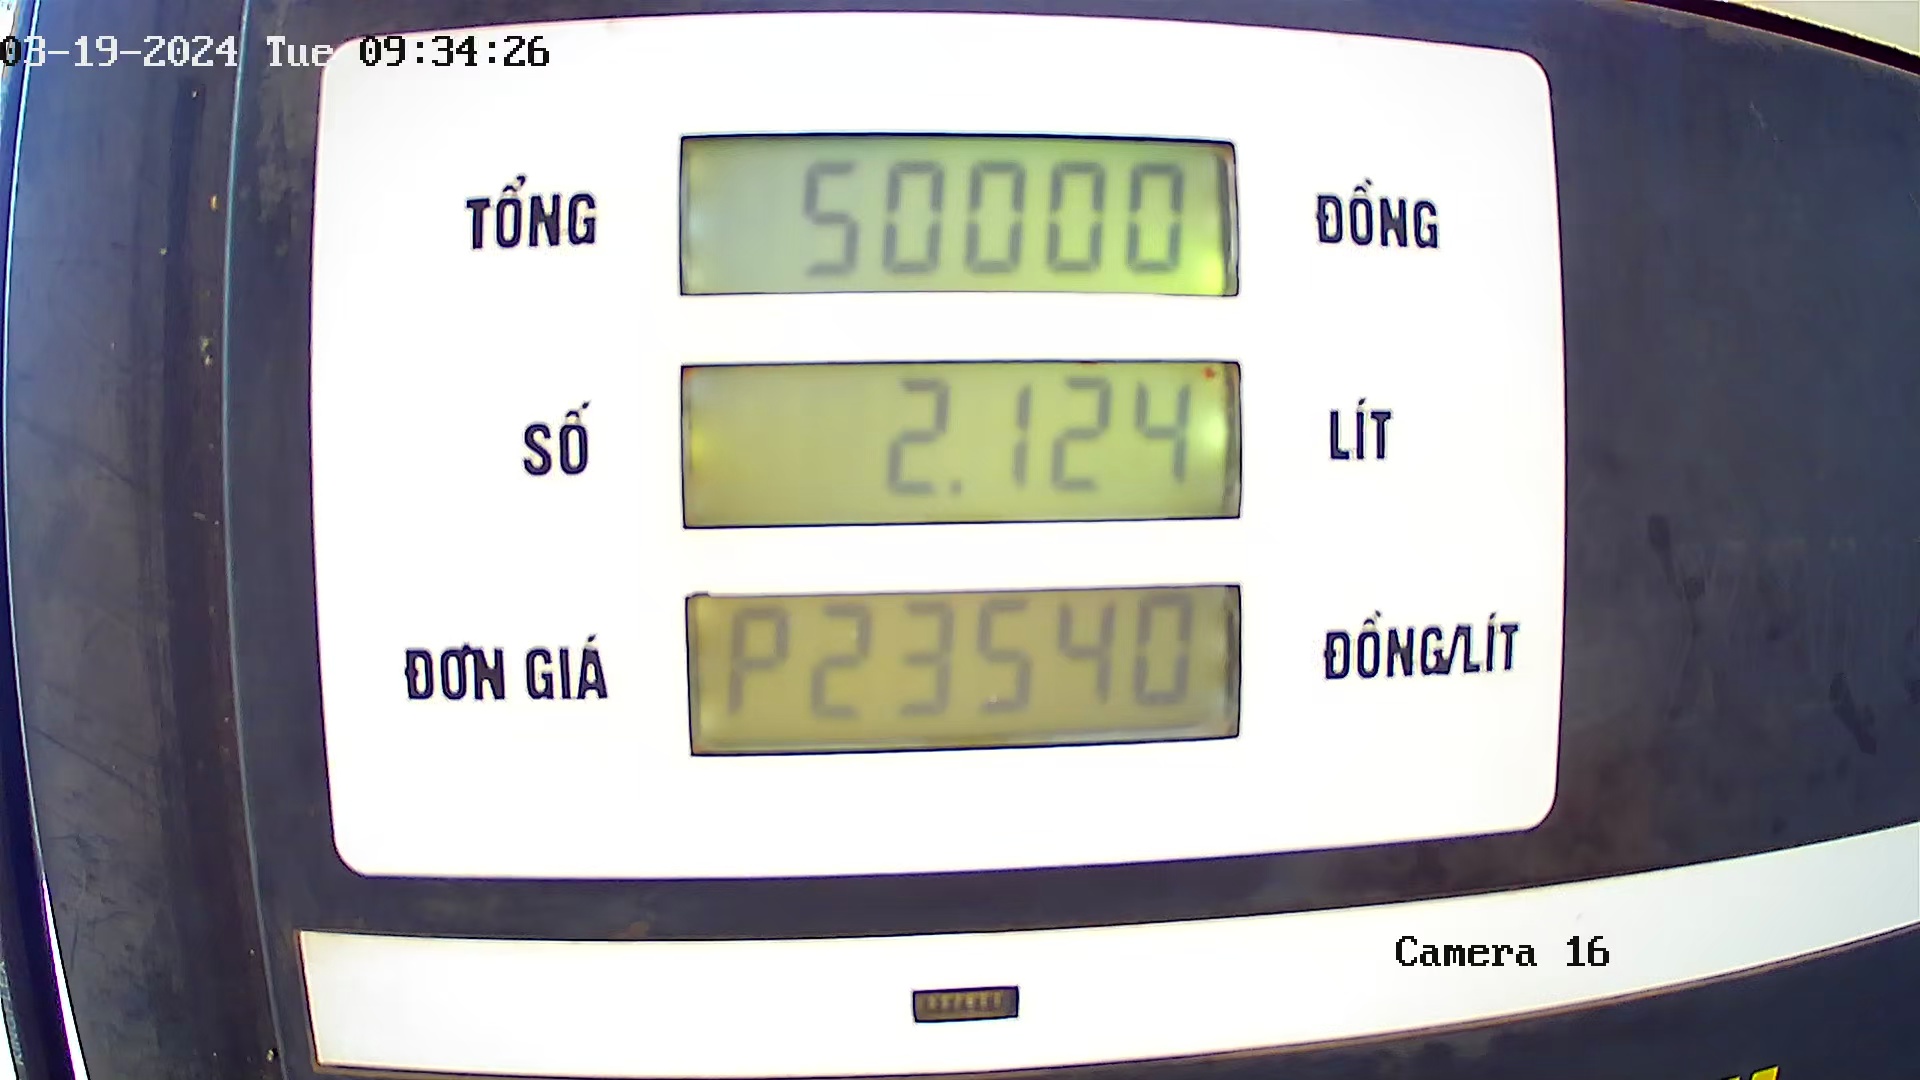 03-19-2024 Tue 09:34:26
TỔNG 50000 ĐỒNG
SỐ 2.124 LÍT
ĐƠN GIÁ P23540 ĐỒNG/LÍT
Camera 16